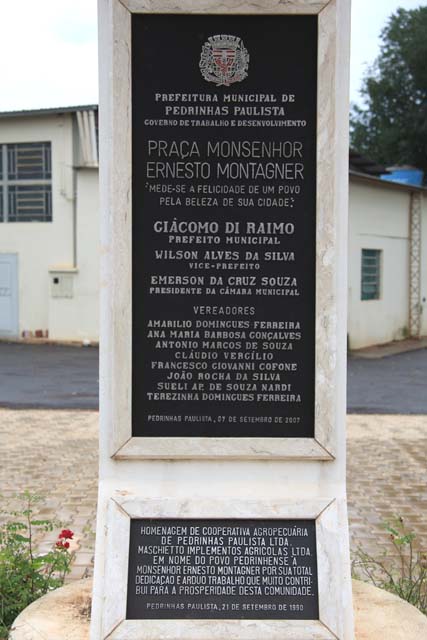 PREFEITURA MUNICIPAL DE
PEDRINHAS PAULISTA
GOVERNO DE TRABALHO E DESENVOLVIMENTO
PRAÇA MONSENHOR
ERNESTO MONTAGNER
"MEDE-SE A FELICIDADE DE UM POVO
PELA BELEZA DE SUA CIDADE"
GIÁCOMO DI RAIMO
PREFEITO MUNICIPAL
WILSON ALVES DA SILVA
VICE-PREFEITO
EMERSON DA CRUZ SOUZA
PRESIDENTE DA CÂMARA MUNICIPAL
VEREADORES
AMARILIO DOMINGUES FERREIRA
ANA MARIA BARBOSA GONÇALVES
ANTONIO MARCOS DE SOUZA
CLÁUDIO VERGÍLIO
FRANCESCO GIOVANNI COFONE
JOÃO ROCHA DA SILVA
SUELI AP. DE SOUZA NARDI
TEREZINHA DOMINGUES FERREIRA
PEDRINHAS PAULISTA, 07 DE SETEMBRO DE 2007
HOMENAGEM DE COOPERATIVA AGROPECUÁRIA
DE PEDRINHAS PAULISTA LTDA.
MASCHIETTO IMPLEMENTOS AGRICOLAS LTDA.
EM NOME DO POVO PEDRINHENSE À
MONSENHOR ERNESTO MONTAGNER POR SUA TOTAL
DEDICAÇÃO E ARDUO TRABALHO QUE MUITO CONTRI-
BUI PARA A PROSPERIDADE DESTA COMUNIDADE.
PEDRINHAS PAULISTA, 21 DE SETEMBRO DE 1990